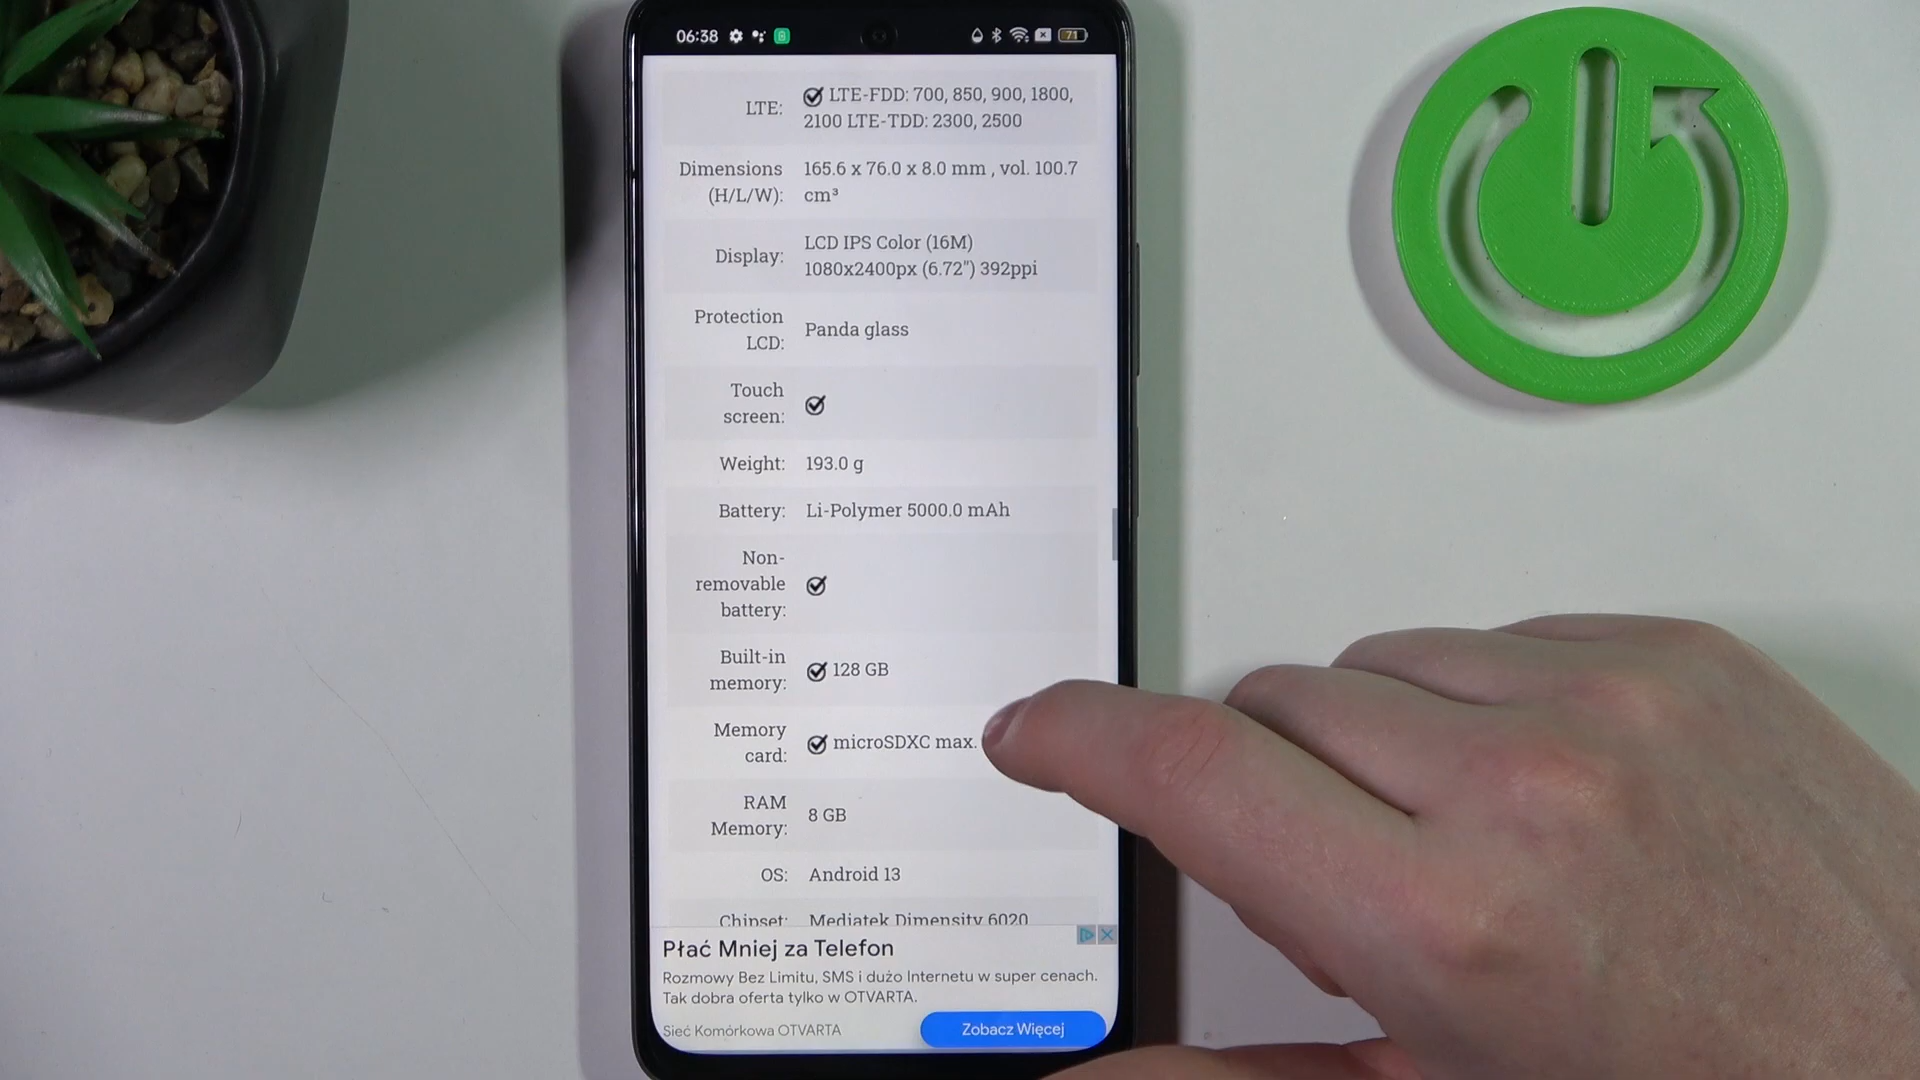 06:38
71
LTE: LTE-FDD: 700, 850, 900, 1800,
2100 LTE-TDD: 2300, 2500
Dimensions
(H/L/W):
165.6 x 76.0 x 8.0 mm , vol. 100.7
cm³
Display:
LCD IPS Color (16M)
1080x2400px (6.72") 392ppi
Protection
LCD:
Panda glass
Touch
screen:
Weight: 193.0 g
Battery: Li-Polymer 5000.0 mAh
Non-
removable
battery:
Built-in
memory:
128 GB
Memory
card:
microSDXC max.
RAM
Memory:
8 GB
OS: Android 13
Chipset: Mediatek Dimensity 6020
Płać Mniej za Telefon
Rozmowy Bez Limitu, SMS i dużo Internetu w super cenach.
Tak dobra oferta tylko w OTVARTA.
Sieć Komórkowa OTVARTA
Zobacz Więcej